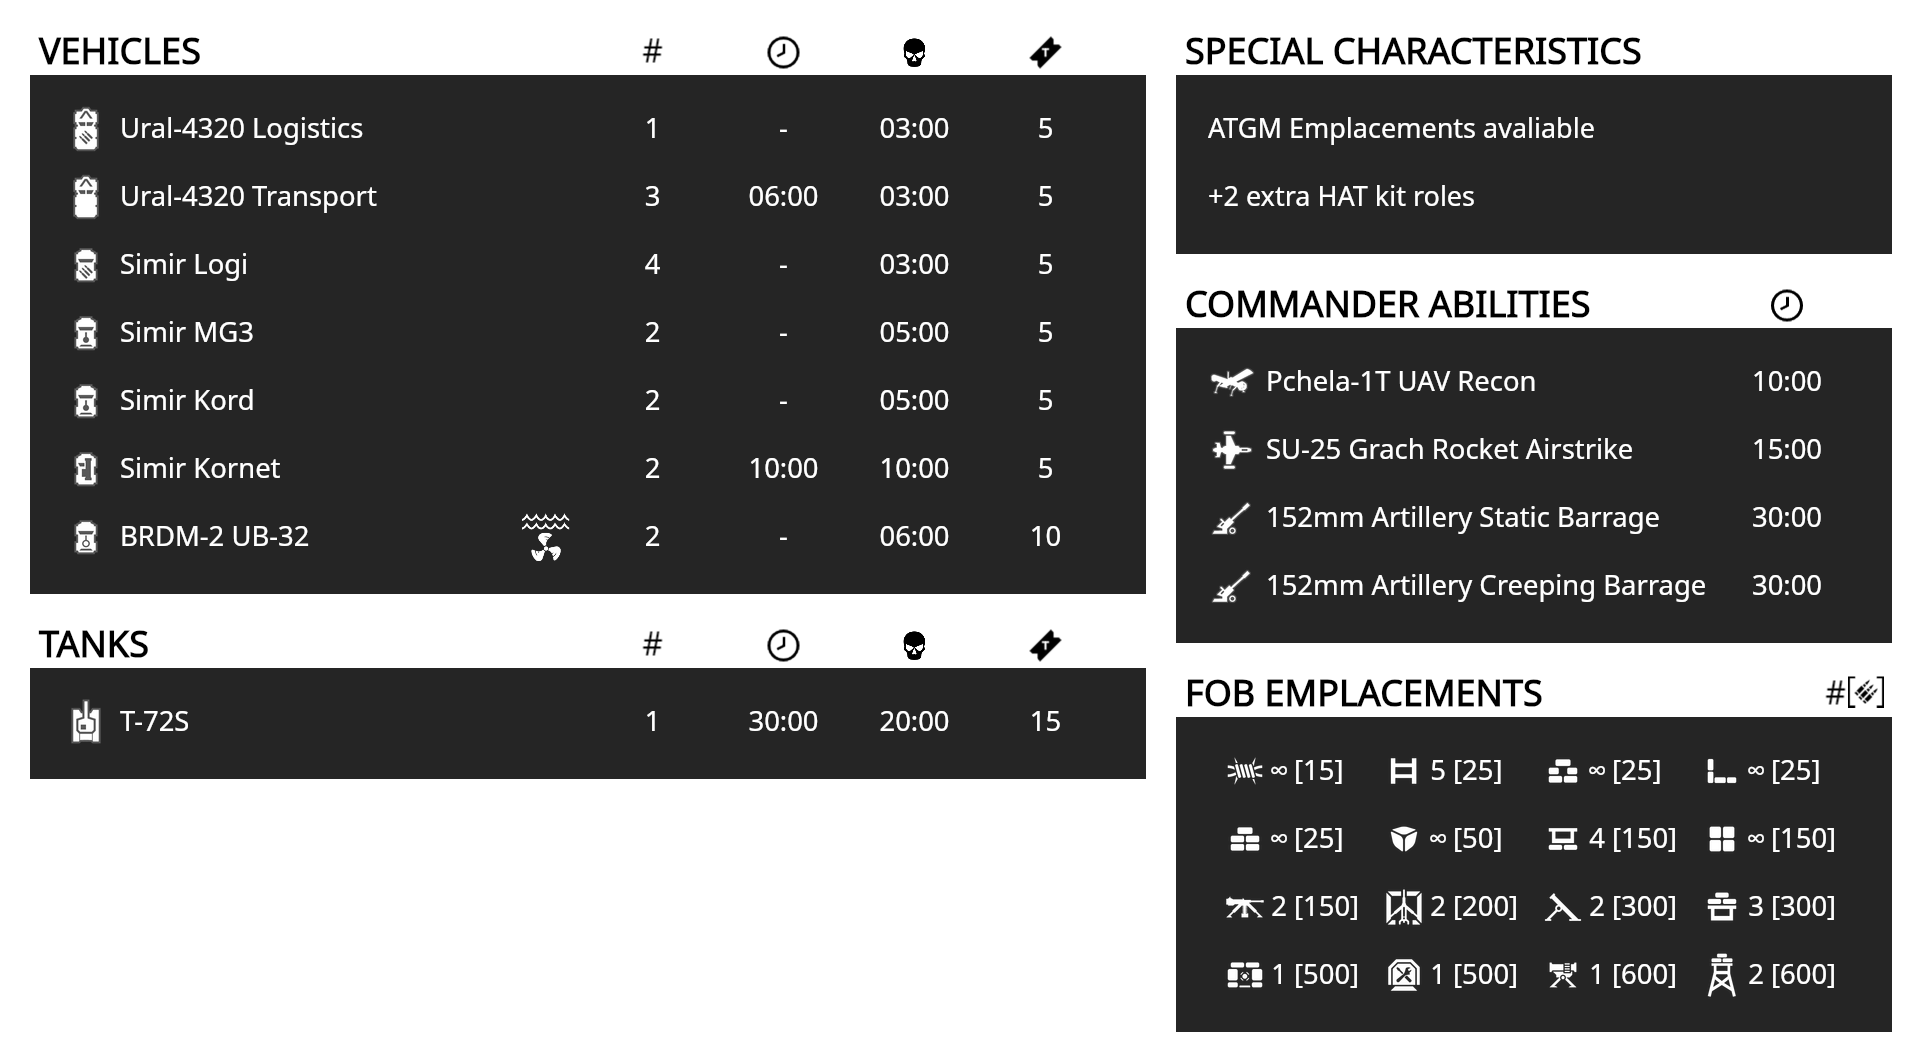 VEHICLES #
Ural-4320 Logistics 1 - 03:00 5
Ural-4320 Transport 3 06:00 03:00 5
Simir Logi 4 - 03:00 5
Simir MG3 2 - 05:00 5
Simir Kord 2 - 05:00 5
Simir Kornet 2 10:00 10:00 5
BRDM-2 UB-32 2 - 06:00 10
TANKS #
T-72S 1 30:00 20:00 15
SPECIAL CHARACTERISTICS
ATGM Emplacements avaliable
+2 extra HAT kit roles
COMMANDER ABILITIES
Pchela-1T UAV Recon 10:00
SU-25 Grach Rocket Airstrike 15:00
152mm Artillery Static Barrage 30:00
152mm Artillery Creeping Barrage 30:00
FOB EMPLACEMENTS #[ ]
∞ [15] 5 [25] ∞ [25] ∞ [25]
∞ [25] ∞ [50] 4 [150] ∞ [150]
2 [150] 2 [200] 2 [300] 3 [300]
1 [500] 1 [500] 1 [600] 2 [600]